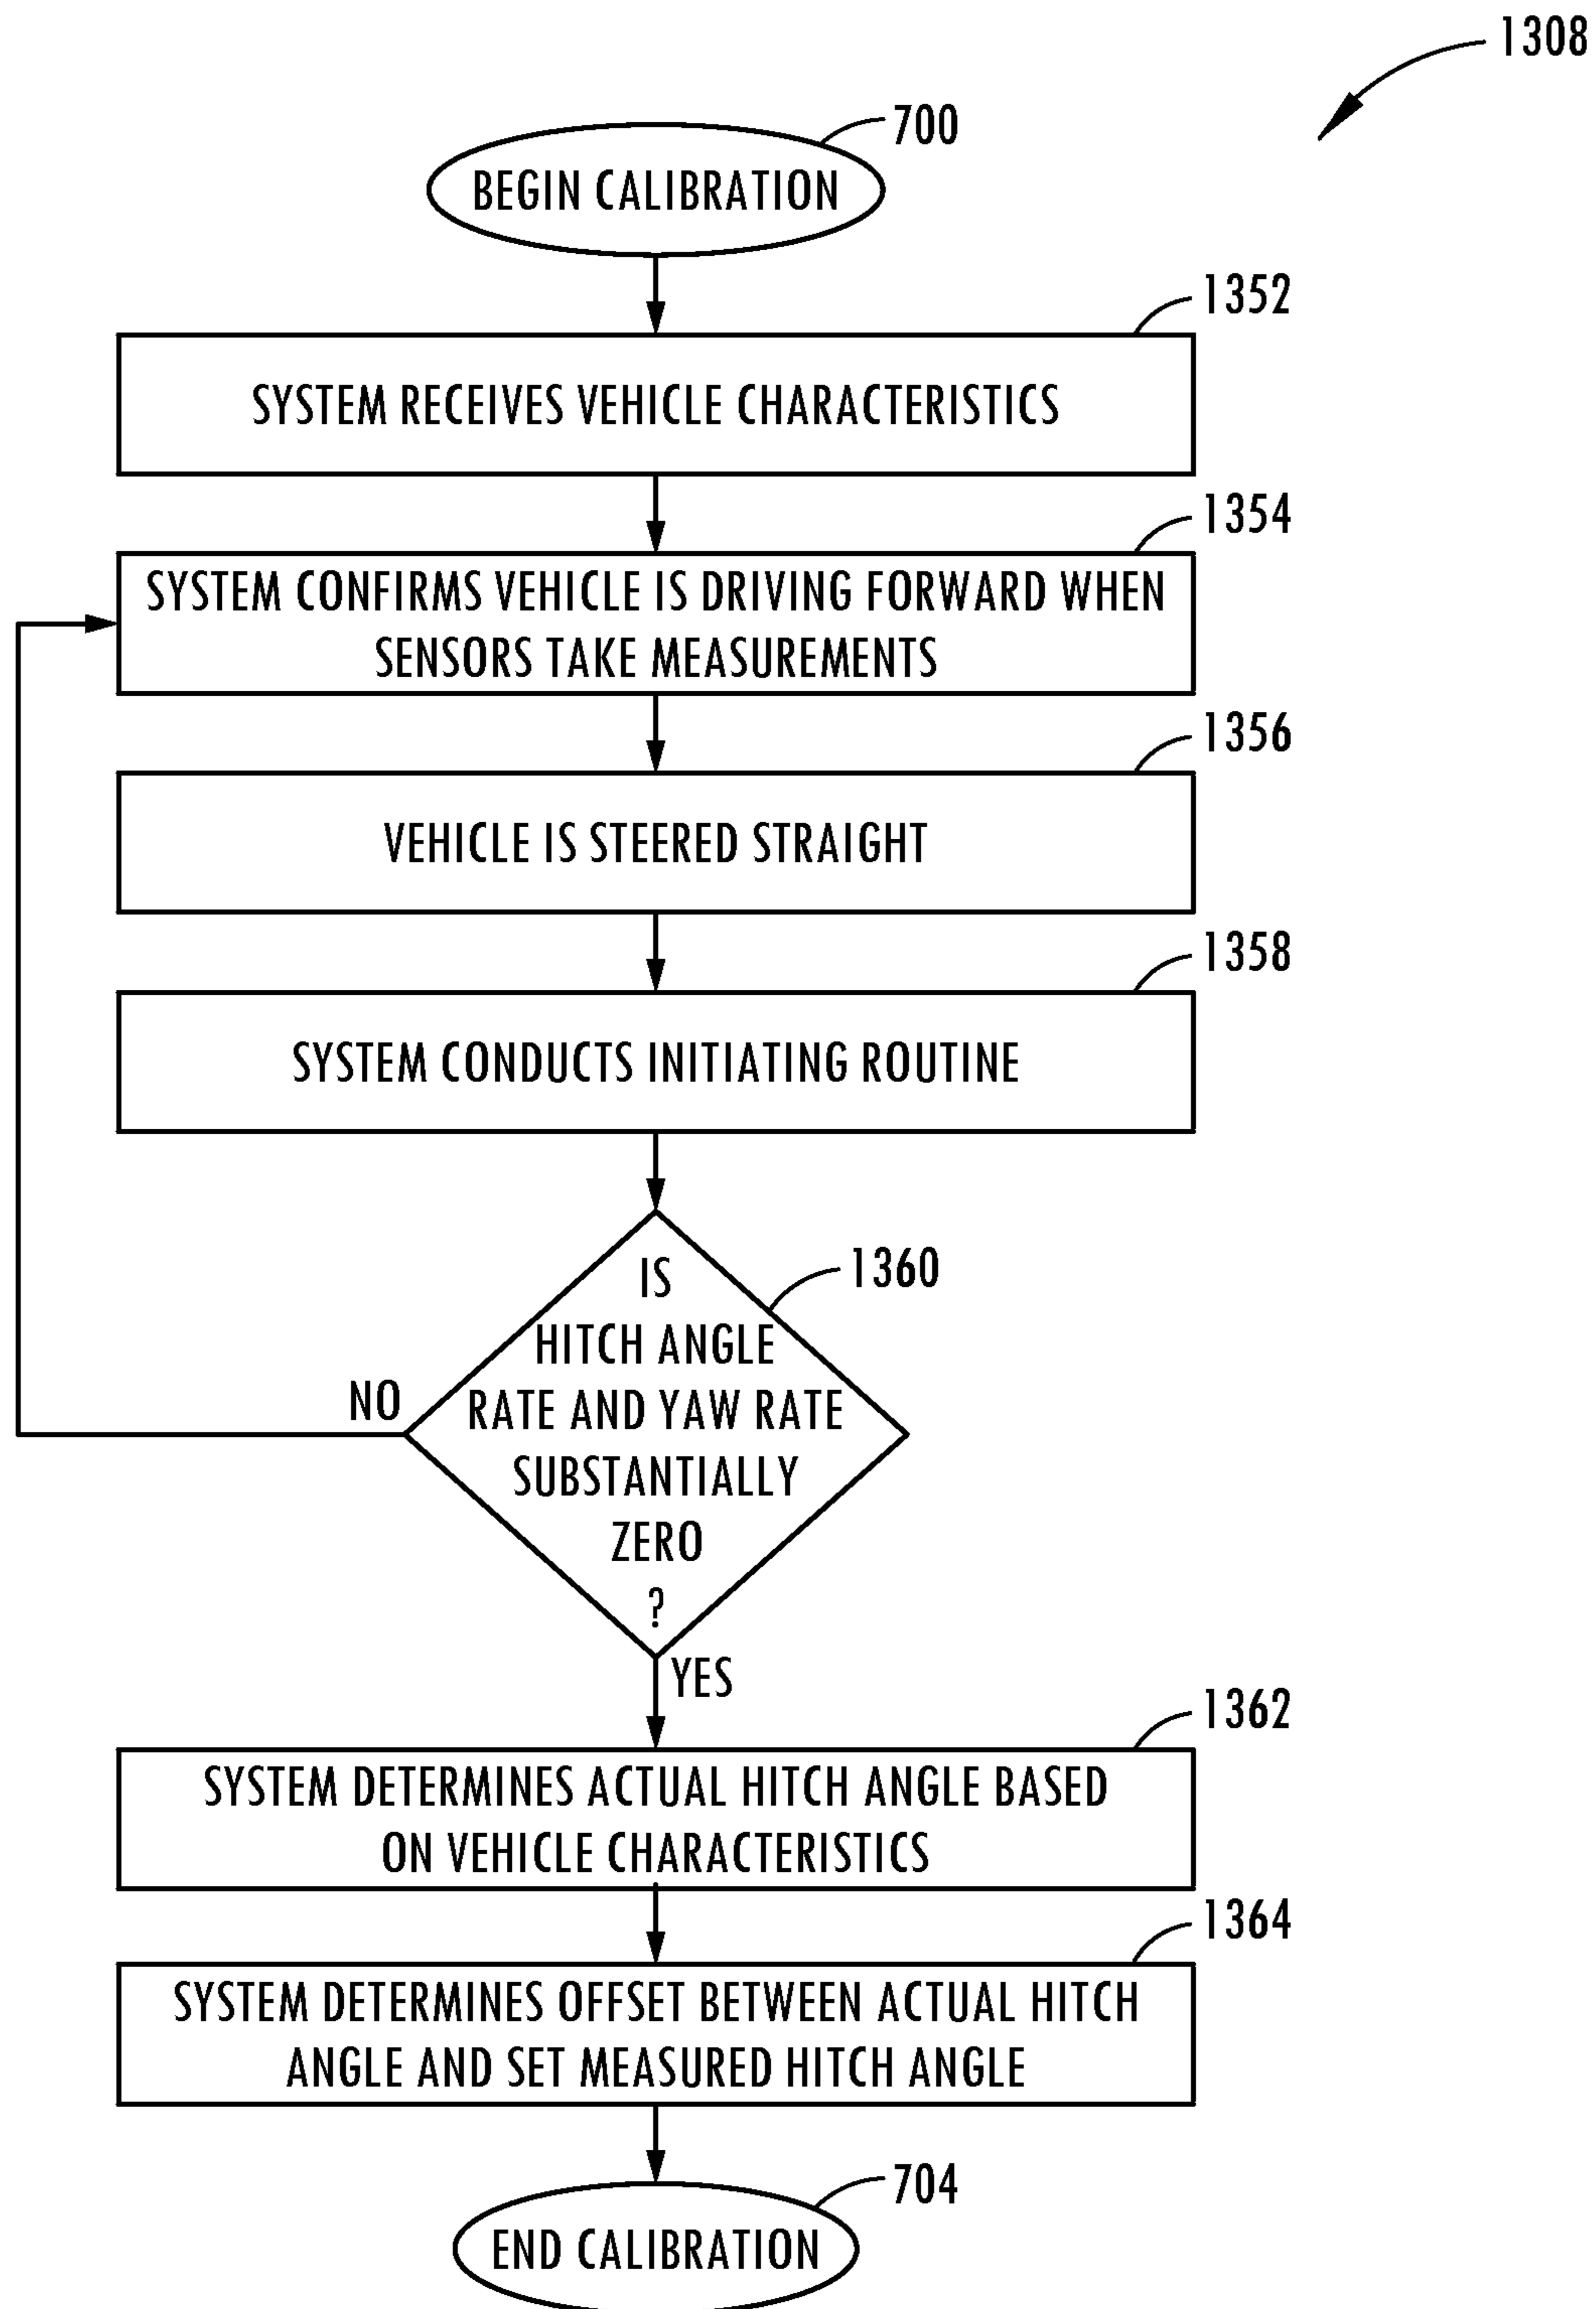 1308
700
BEGIN CALIBRATION
1352
SYSTEM RECEIVES VEHICLE CHARACTERISTICS
1354
SYSTEM CONFIRMS VEHICLE IS DRIVING FORWARD WHEN
SENSORS TAKE MEASUREMENTS
1356
VEHICLE IS STEERED STRAIGHT
1358
SYSTEM CONDUCTS INITIATING ROUTINE
1360
IS
HITCH ANGLE
RATE AND YAW RATE
SUBSTANTIALLY
ZERO
?
NO
YES
1362
SYSTEM DETERMINES ACTUAL HITCH ANGLE BASED
ON VEHICLE CHARACTERISTICS
1364
SYSTEM DETERMINES OFFSET BETWEEN ACTUAL HITCH
ANGLE AND SET MEASURED HITCH ANGLE
704
END CALIBRATION